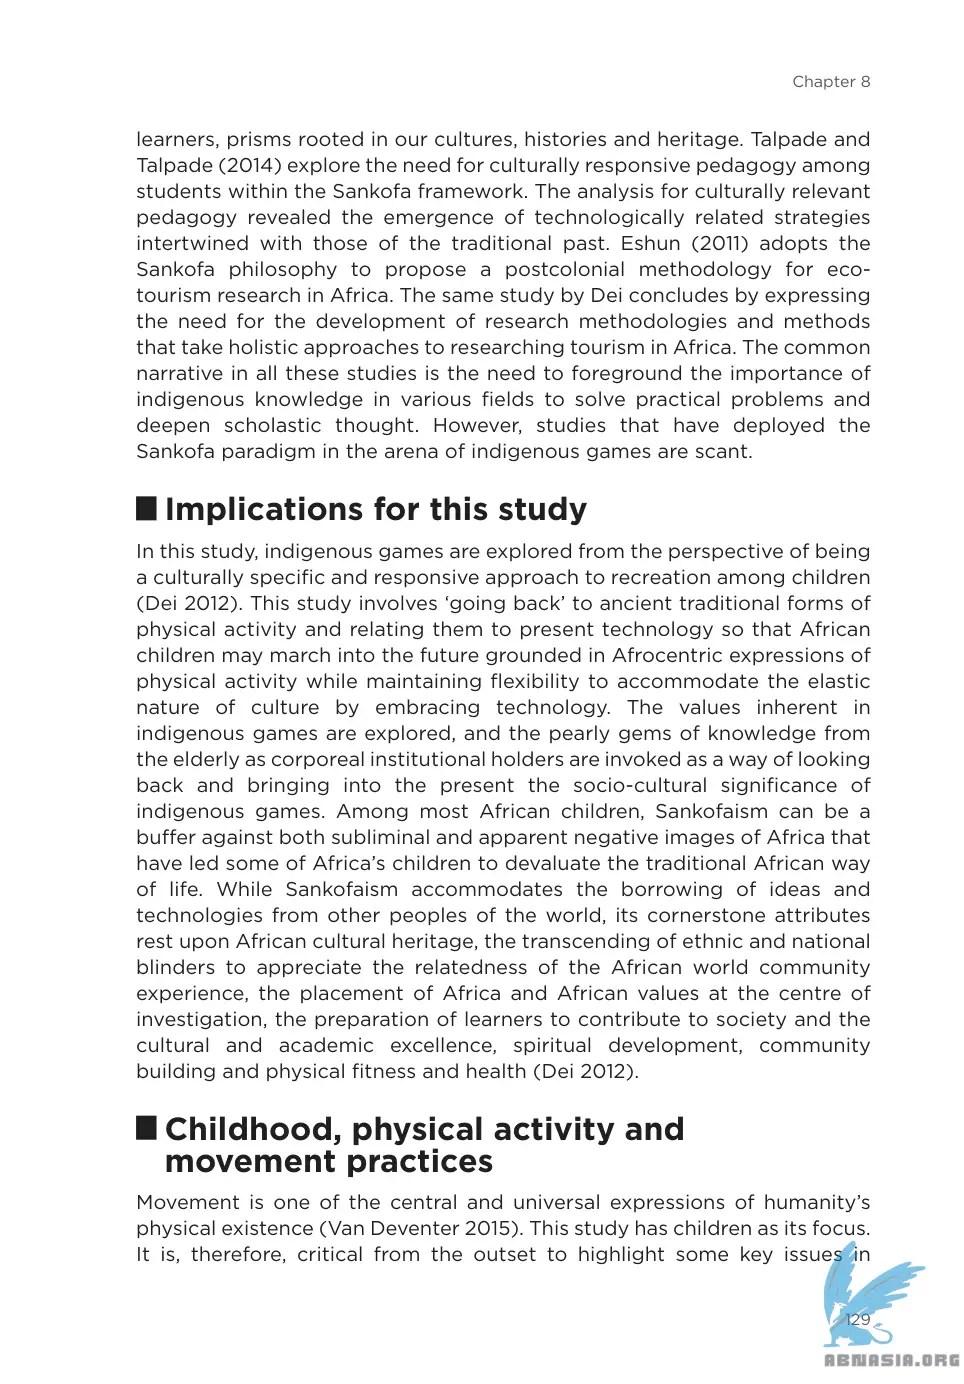 Chapter 8
learners, prisms rooted in our cultures, histories and heritage. Talpade and
Talpade (2014) explore the need for culturally responsive pedagogy among
students within the Sankofa framework. The analysis for culturally relevant
pedagogy revealed the emergence of technologically related strategies
intertwined with those of the traditional past. Eshun (2011) adopts the
Sankofa philosophy to propose a postcolonial methodology for eco-
tourism research in Africa. The same study by Dei concludes by expressing
the need for the development of research methodologies and methods
that take holistic approaches to researching tourism in Africa. The common
narrative in all these studies is the need to foreground the importance of
indigenous knowledge in various fields to solve practical problems and
deepen scholastic thought. However, studies that have deployed the
Sankofa paradigm in the arena of indigenous games are scant.
Implications for this study
In this study, indigenous games are explored from the perspective of being
a culturally specific and responsive approach to recreation among children
(Dei 2012). This study involves ‘going back’ to ancient traditional forms of
physical activity and relating them to present technology so that African
children may march into the future grounded in Afrocentric expressions of
physical activity while maintaining flexibility to accommodate the elastic
nature of culture by embracing technology. The values inherent in
indigenous games are explored, and the pearly gems of knowledge from
the elderly as corporeal institutional holders are invoked as a way of looking
back and bringing into the present the socio-cultural significance of
indigenous games. Among most African children, Sankofaism can be a
buffer against both subliminal and apparent negative images of Africa that
have led some of Africa’s children to devaluate the traditional African way
of life. While Sankofaism accommodates the borrowing of ideas and
technologies from other peoples of the world, its cornerstone attributes
rest upon African cultural heritage, the transcending of ethnic and national
blinders to appreciate the relatedness of the African world community
experience, the placement of Africa and African values at the centre of
investigation, the preparation of learners to contribute to society and the
cultural and academic excellence, spiritual development, community
building and physical fitness and health (Dei 2012).
Childhood, physical activity and
movement practices
Movement is one of the central and universal expressions of humanity’s
physical existence (Van Deventer 2015). This study has children as its focus.
It is, therefore, critical from the outset to highlight some key issues in
129
ABNASIA.ORG